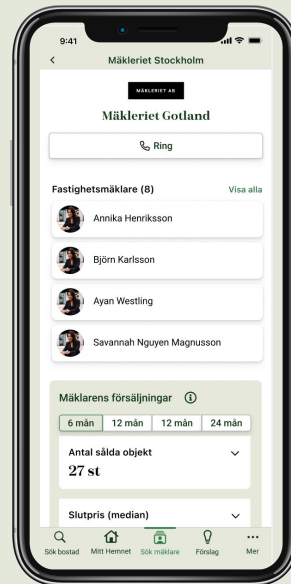 9:41
Mäkleriet Stockholm
MÄKLERIET AB
Mäkleriet Gotland
Ring
Fastighetsmäklare (8) Visa alla
Annika Henriksson
Björn Karlsson
Ayan Westling
Savannah Nguyen Magnusson
Mäklarens försäljningar
6 mån 12 mån 12 mån 24 mån
Antal sålda objekt
27 st
Slutpris (median)
Sök bostad Mitt Hemnet Sök mäklare Förslag Mer